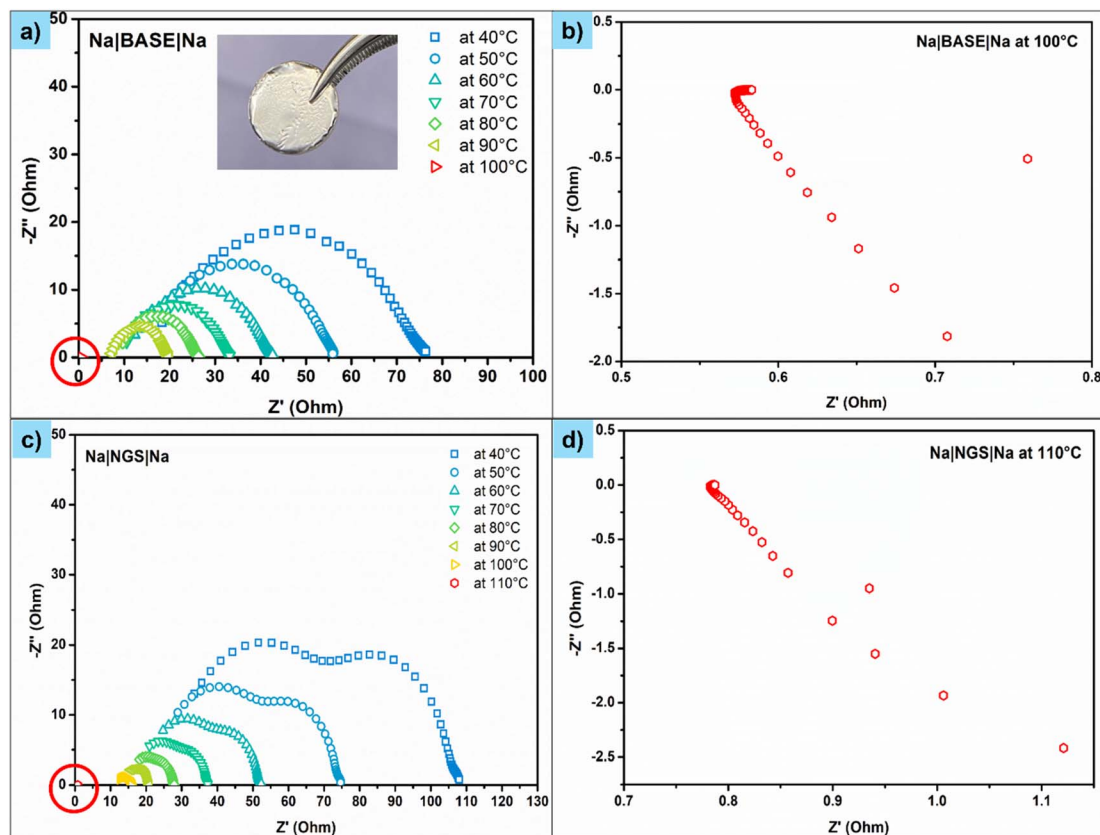 a)
Na|BASE|Na
at 40°C
at 50°C
at 60°C
at 70°C
at 80°C
at 90°C
at 100°C
50
40
30
20
10
0
-Z'' (Ohm)
0 10 20 30 40 50 60 70 80 90 100
Z' (Ohm)
b)
Na|BASE|Na at 100°C
0.5
0.0
-0.5
-1.0
-1.5
-2.0
-Z'' (Ohm)
0.5 0.6 0.7 0.8
Z' (Ohm)
c)
Na|NGS|Na
at 40°C
at 50°C
at 60°C
at 70°C
at 80°C
at 90°C
at 100°C
at 110°C
50
40
30
20
10
0
-Z'' (Ohm)
0 10 20 30 40 50 60 70 80 90 100 110 120 130
Z' (Ohm)
d)
Na|NGS|Na at 110°C
0.5
0.0
-0.5
-1.0
-1.5
-2.0
-2.5
-Z'' (Ohm)
0.7 0.8 0.9 1.0 1.1
Z' (Ohm)